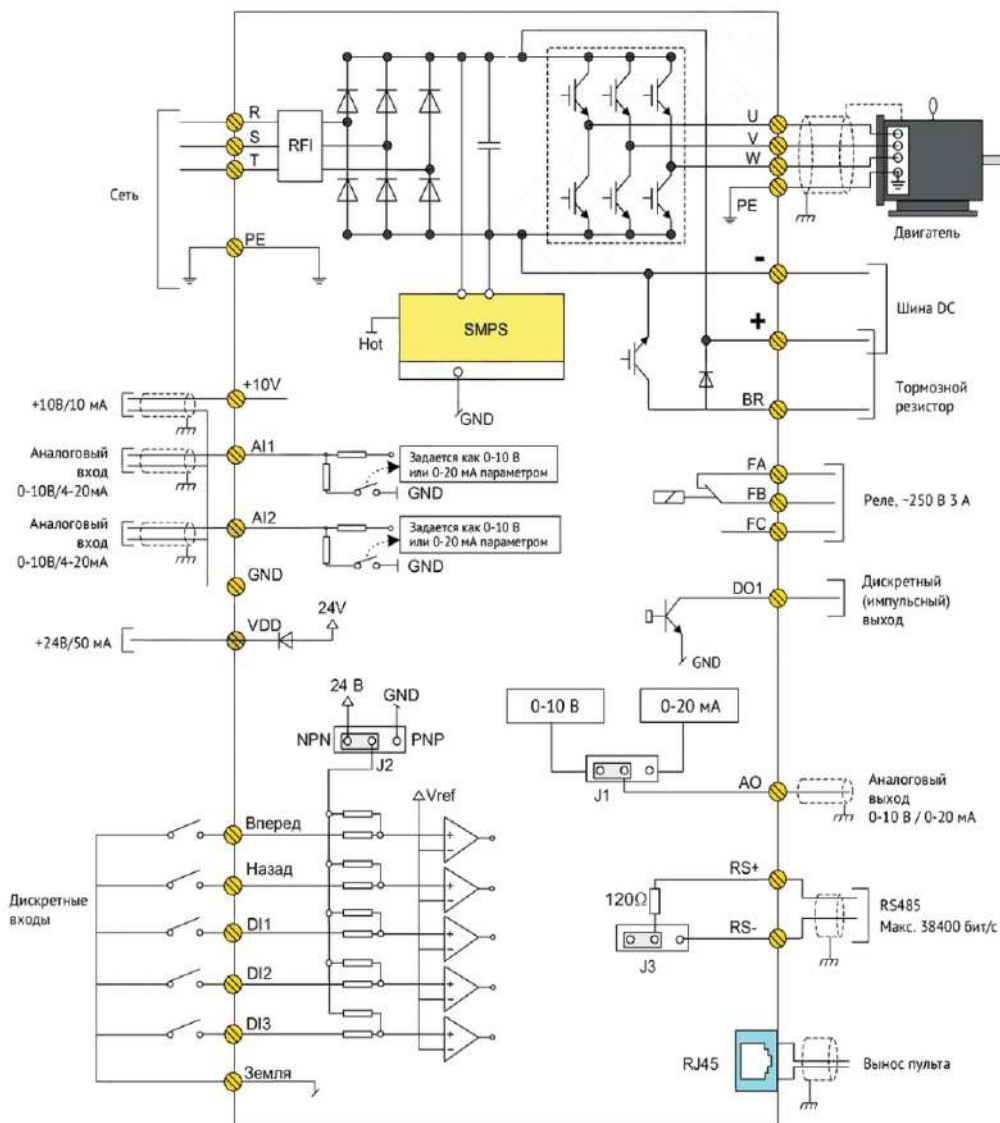 R
S
T
RFI
Сеть
PE
U
V
W
PE
Двигатель
-
+
Шина DC
BR
Тормозной
резистор
SMPS
Hot
GND
+10V
+10В/10 мА
AI1
Аналоговый
вход
0-10В/4-20мА
Задается как 0-10 В
или 0-20 мА параметром
GND
AI2
Аналоговый
вход
0-10В/4-20мА
Задается как 0-10 В
или 0-20 мА параметром
GND
GND
VDD
24V
+24В/50 мА
FA
FB
FC
Реле, ~250 В 3 А
DO1
Дискретный
(импульсный)
выход
GND
24 В
GND
NPN
PNP
J2
0-10 В
0-20 мА
J1
AO
Аналоговый
выход
0-10 В / 0-20 мА
Vref
Вперед
Назад
DI1
DI2
DI3
Земля
Дискретные
входы
RS+
120Ω
RS-
J3
RS485
Макс. 38400 бит/с
RJ45
Вынос пульта